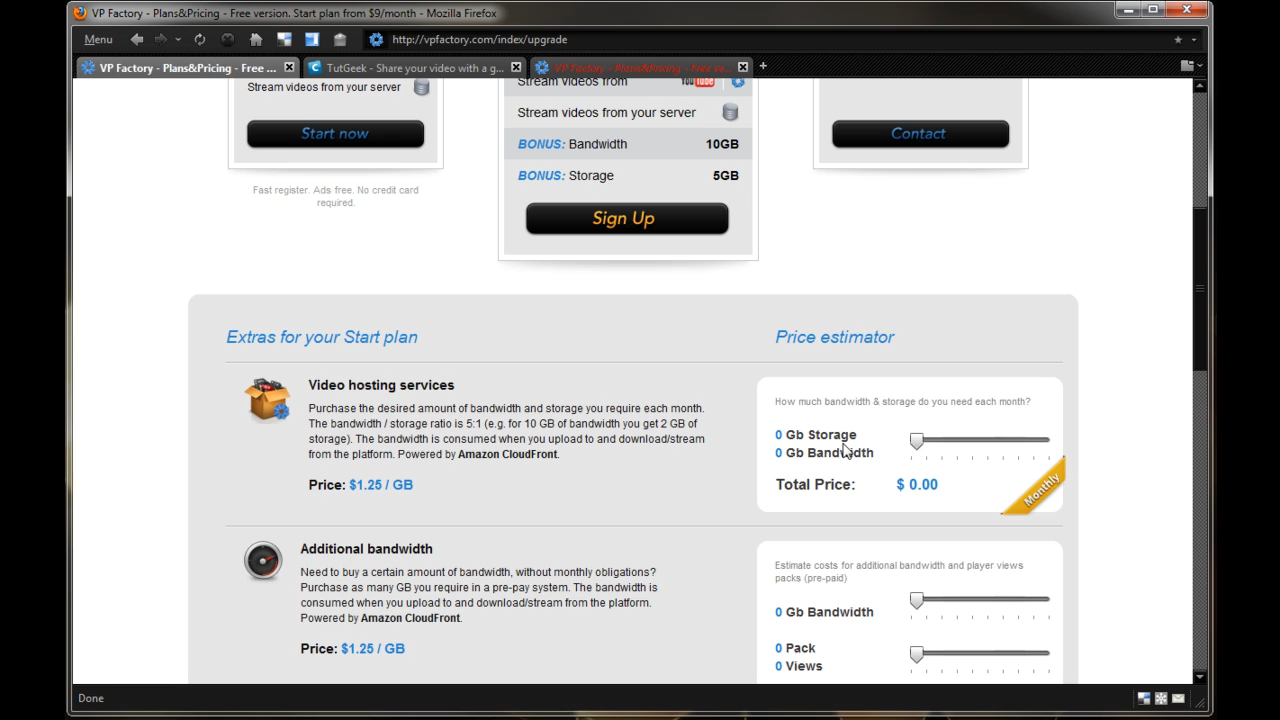 VP Factory - Plans&Pricing - Free version. Start plan from $9/month - Mozilla Firefox
Menu
http://vpfactory.com/index/upgrade
VP Factory - Plans&Pricing - Free ...
TutGeek - Share your video with a g...
VP Factory - Plans&Pricing - Free ve...
Stream videos from your server
Start now
Fast register. Ads free. No credit card
required.
Stream videos from YouTube
Stream videos from your server
BONUS: Bandwidth 10GB
BONUS: Storage 5GB
Sign Up
Contact
Extras for your Start plan
Price estimator
Video hosting services
Purchase the desired amount of bandwidth and storage you require each month.
The bandwidth / storage ratio is 5:1 (e.g. for 10 GB of bandwidth you get 2 GB of
storage). The bandwidth is consumed when you upload to and download/stream
from the platform. Powered by Amazon CloudFront.
Price: $1.25 / GB
How much bandwidth & storage do you need each month?
0 Gb Storage
0 Gb Bandwidth
Total Price: $ 0.00
Monthly
Additional bandwidth
Need to buy a certain amount of bandwidth, without monthly obligations?
Purchase as many GB you require in a pre-pay system. The bandwidth is
consumed when you upload to and download/stream from the platform.
Powered by Amazon CloudFront.
Price: $1.25 / GB
Estimate costs for additional bandwidth and player views
packs (pre-paid)
0 Gb Bandwidth
0 Pack
0 Views
Done